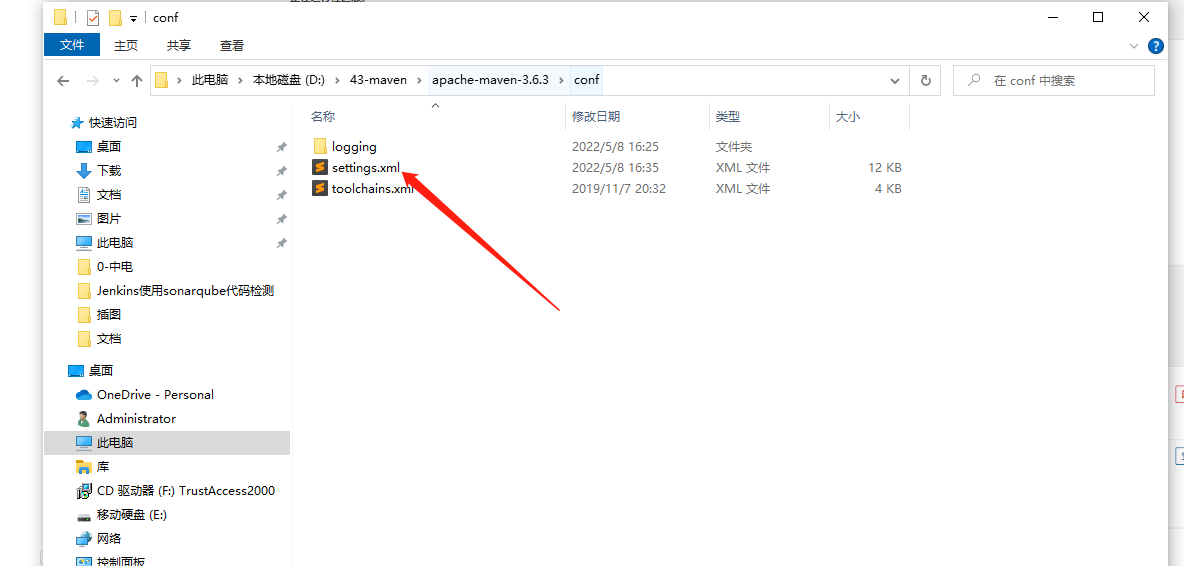 conf
文件 主页 共享 查看
此电脑 本地磁盘 (D:) 43-maven apache-maven-3.6.3 conf
在 conf 中搜索
名称 修改日期 类型 大小
logging 2022/5/8 16:25 文件夹
settings.xml 2022/5/8 16:35 XML 文件 12 KB
toolchains.xml 2019/11/7 20:32 XML 文件 4 KB
快速访问
桌面
下载
文档
图片
此电脑
0-中电
Jenkins使用sonarqube代码检测
插图
文档
桌面
OneDrive - Personal
Administrator
此电脑
库
CD 驱动器 (F:) TrustAccess2000
移动硬盘 (E:)
网络
控制面板